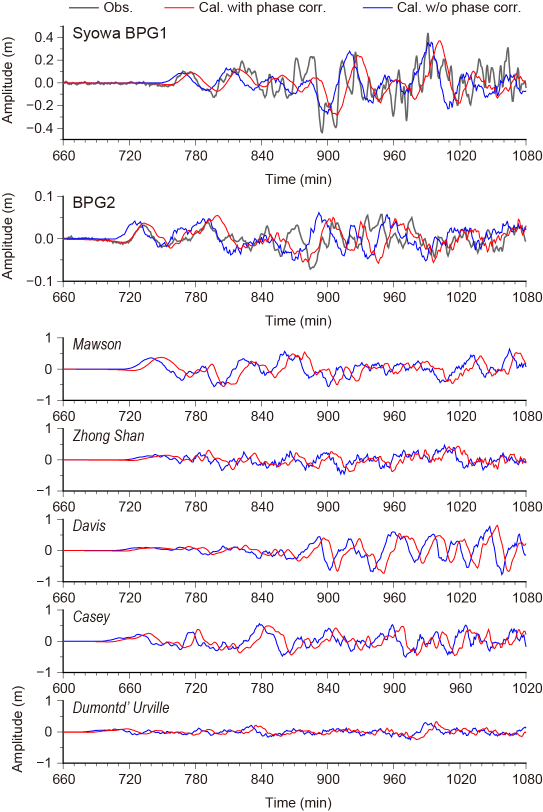 Obs. Cal. with phase corr. Cal. w/o phase corr.
Syowa BPG1
Amplitude (m)
0.4
0.2
0.0
−0.2
−0.4
660 720 780 840 900 960 1020 1080
Time (min)
BPG2
Amplitude (m)
0.1
0.0
−0.1
660 720 780 840 900 960 1020 1080
Time (min)
Mawson
1
0
−1
660 720 780 840 900 960 1020 1080
Zhong Shan
1
0
−1
660 720 780 840 900 960 1020 1080
Davis
1
0
−1
660 720 780 840 900 960 1020 1080
Casey
1
0
−1
600 660 720 780 840 900 960 1020
Dumontd’ Urville
Amplitude (m)
1
0
−1
660 720 780 840 900 960 1020 1080
Time (min)